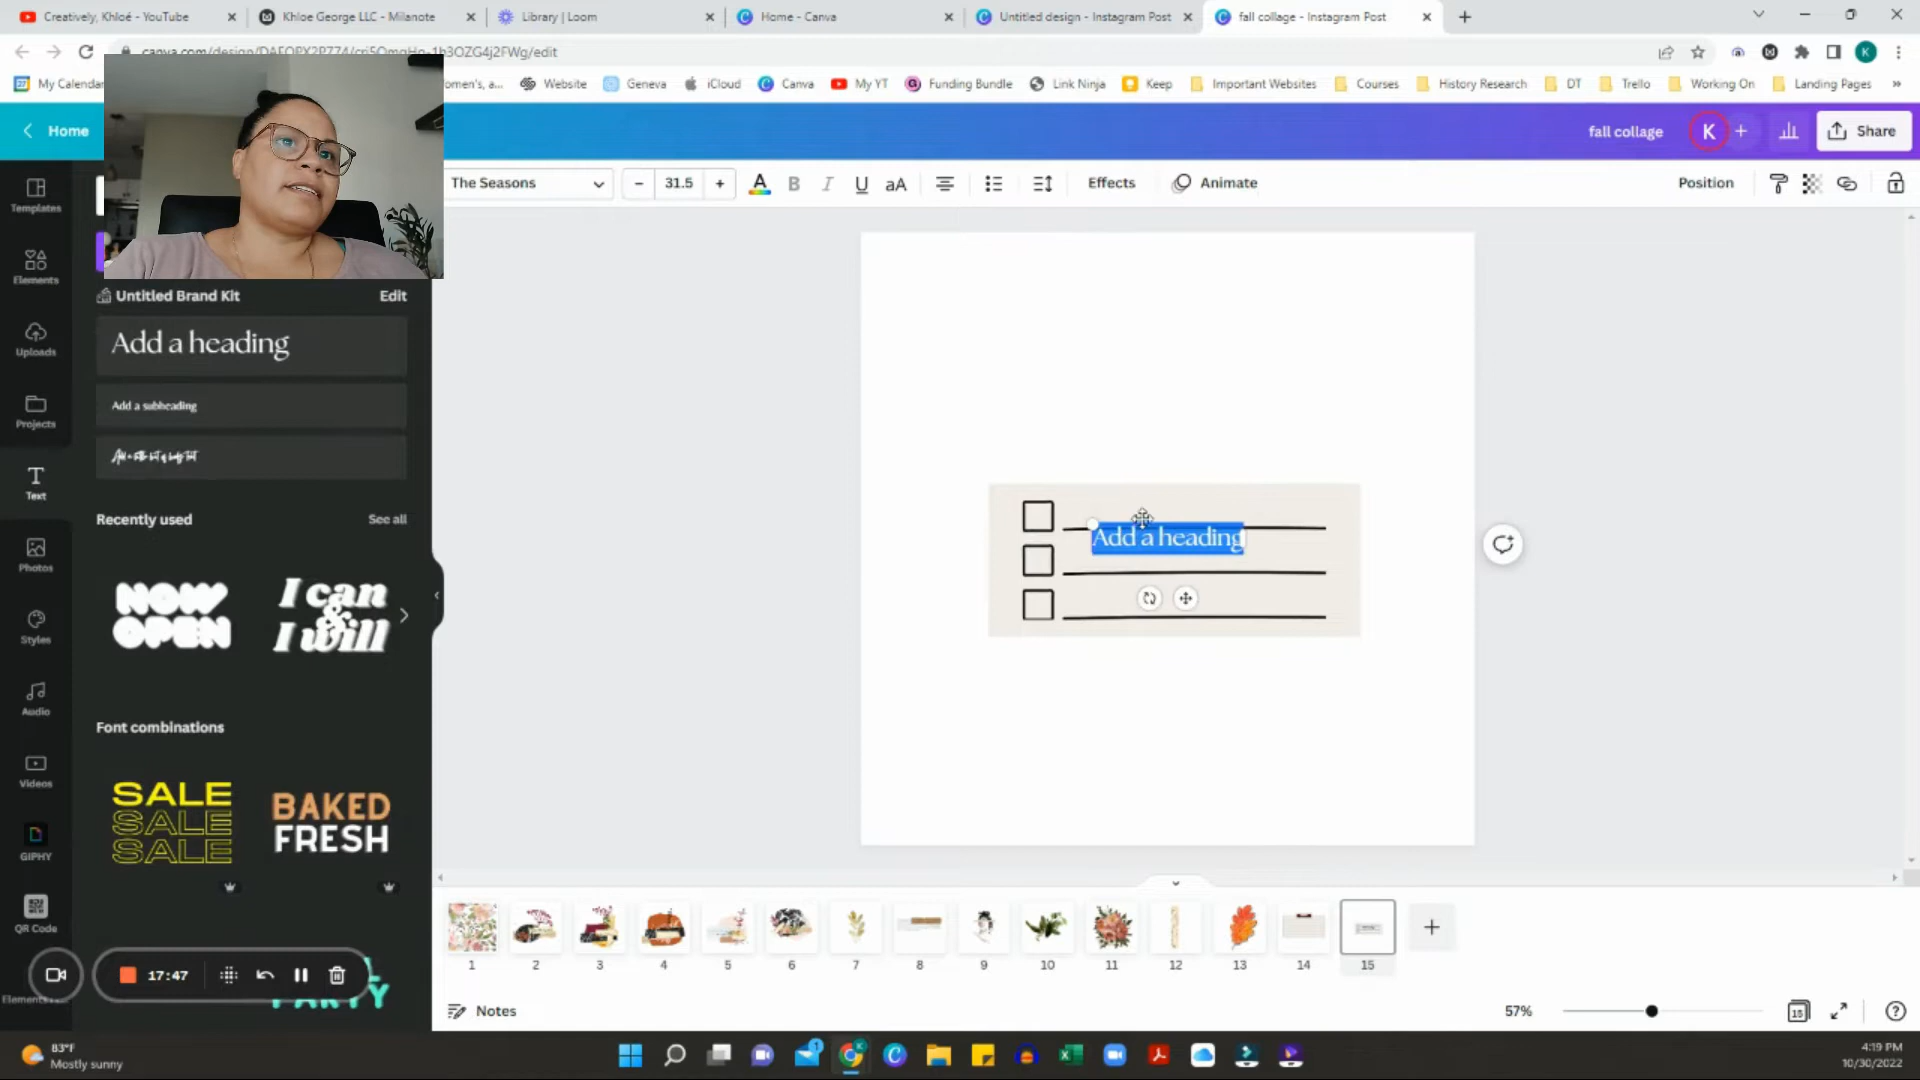 Creatively, Khloé - YouTube
Khloe George LLC - Milanote
Library | Loom
Home - Canva
Untitled design - Instagram Post
fall collage - Instagram Post
My Calendar
omen's, a...
Website
Geneva
iCloud
Canva
My YT
Funding Bundle
Link Ninja
Keep
Important Websites
Courses
History Research
DT
Trello
Working On
Landing Pages
Home
fall collage
K
Share
The Seasons
31.5
B
I
U
aA
Effects
Animate
Position
Templates
Elements
Uploads
Projects
Text
Photos
Styles
Audio
Videos
GIPHY
QR Code
Untitled Brand Kit
Edit
Add a heading
Add a subheading
Recently used
See all
NOW
OPEN
I can
&
I will
Font combinations
SALE
SALE
SALE
BAKED
FRESH
Add a heading
17:47
1
2
3
4
5
6
7
8
9
10
11
12
13
14
15
Notes
57%
15
83°F
Mostly sunny
4:19 PM
10/30/2022